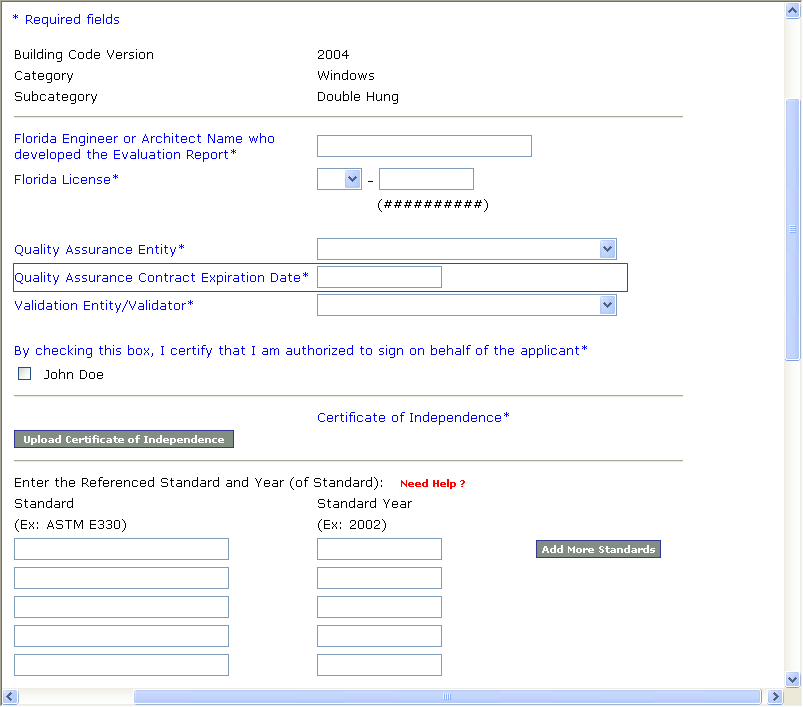 * Required fields
Building Code Version 2004
Category Windows
Subcategory Double Hung
Florida Engineer or Architect Name who
developed the Evaluation Report*
Florida License* -
(##########)
Quality Assurance Entity*
Quality Assurance Contract Expiration Date*
Validation Entity/Validator*
By checking this box, I certify that I am authorized to sign on behalf of the applicant*
John Doe
Certificate of Independence*
Upload Certificate of Independence
Enter the Referenced Standard and Year (of Standard): Need Help ?
Standard Standard Year
(Ex: ASTM E330) (Ex: 2002)
Add More Standards